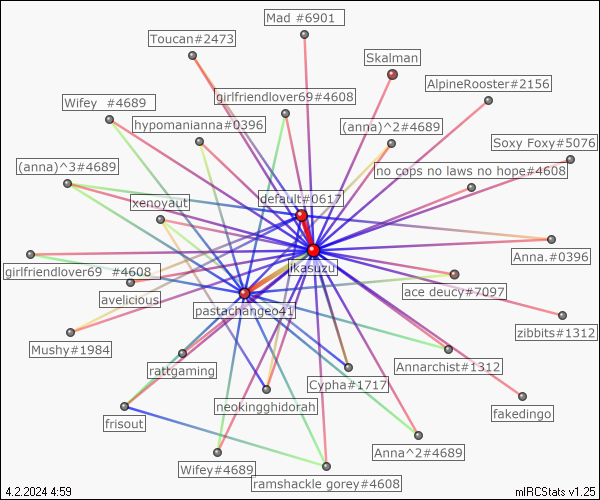 Mad #6901
Toucan#2473
Skalman
AlpineRooster#2156
girlfriendlover69#4608
Wifey #4689
hypomanianna#0396
(anna)^2#4689
Soxy Foxy#5076
(anna)^3#4689
no cops no laws no hope#4608
default#0617
xenoyaut
Anna.#0396
girlfriendlover69 #4608
ikasuzu
ace deucy#7097
avelicious
pastachangeo41
zibbits#1312
Mushy#1984
Annarchist#1312
rattgaming
Cypha#1717
neokingghidorah
fakedingo
frisout
Anna^2#4689
Wifey#4689
ramshackle gorey#4608
4.2.2024 4:59
mIRCStats v1.25